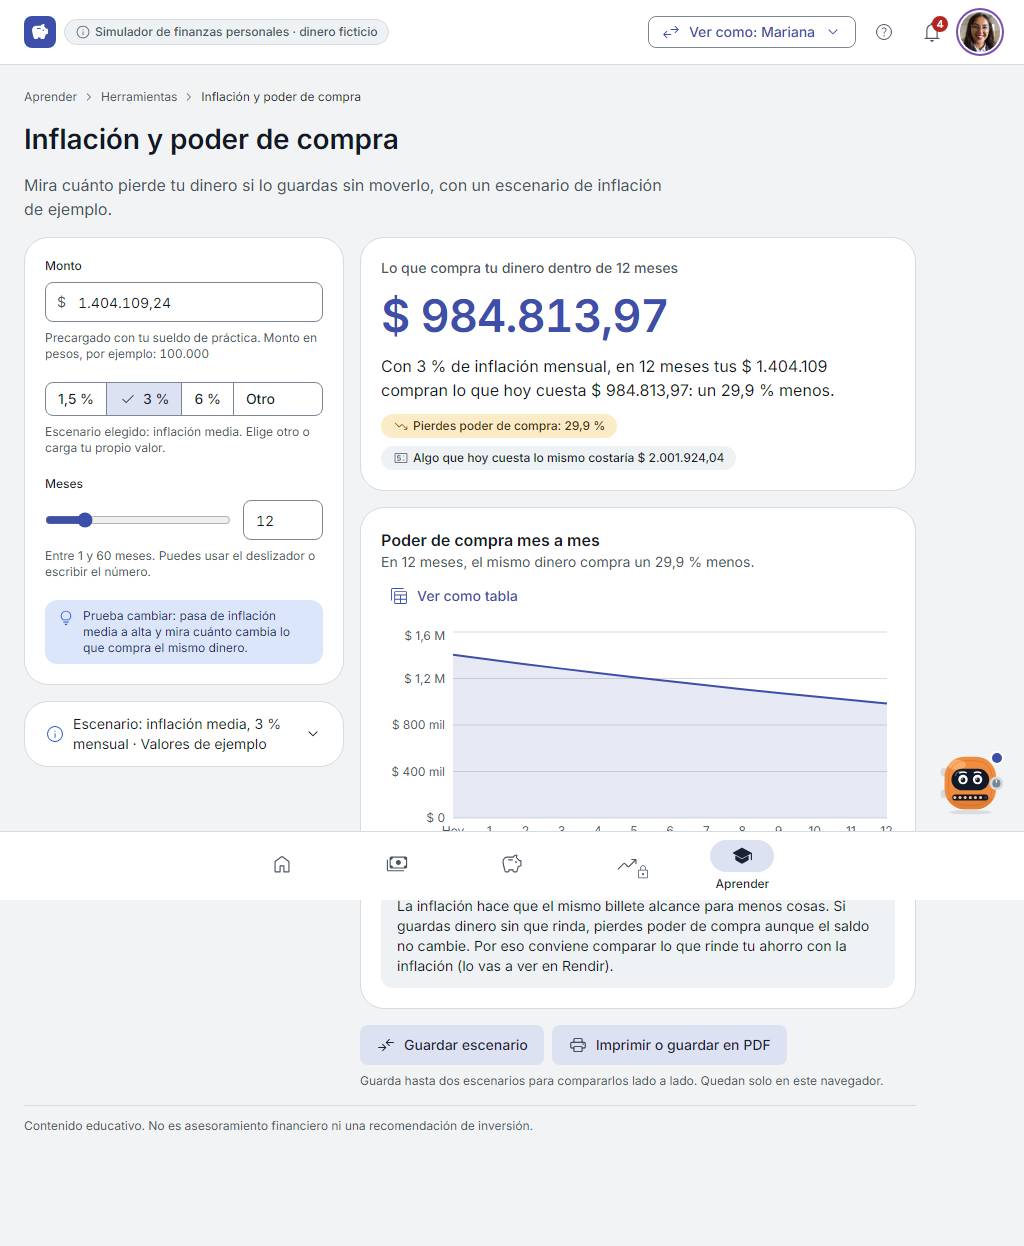 Simulador de finanzas personales · dinero ficticio
Ver como: Mariana
4
Aprender > Herramientas > Inflación y poder de compra
Inflación y poder de compra
Mira cuánto pierde tu dinero si lo guardas sin moverlo, con un escenario de inflación
de ejemplo.
Monto
$ 1.404.109,24
Precargado con tu sueldo de práctica. Monto en
pesos, por ejemplo: 100.000
1,5 % 3 % 6 % Otro
Escenario elegido: inflación media. Elige otro o
carga tu propio valor.
Meses
12
Entre 1 y 60 meses. Puedes usar el deslizador o
escribir el número.
Prueba cambiar: pasa de inflación
media a alta y mira cuánto cambia lo
que compra el mismo dinero.
Escenario: inflación media, 3 %
mensual · Valores de ejemplo
Lo que compra tu dinero dentro de 12 meses
$ 984.813,97
Con 3 % de inflación mensual, en 12 meses tus $ 1.404.109
compran lo que hoy cuesta $ 984.813,97: un 29,9 % menos.
Pierdes poder de compra: 29,9 %
Algo que hoy cuesta lo mismo costaría $ 2.001.924,04
Poder de compra mes a mes
En 12 meses, el mismo dinero compra un 29,9 % menos.
Ver como tabla
$ 1,6 M
$ 1,2 M
$ 800 mil
$ 400 mil
$ 0
Hoy 1 2 3 4 5 6 7 8 9 10 11 12
Aprender
La inflación hace que el mismo billete alcance para menos cosas. Si
guardas dinero sin que rinda, pierdes poder de compra aunque el saldo
no cambie. Por eso conviene comparar lo que rinde tu ahorro con la
inflación (lo vas a ver en Rendir).
Guardar escenario
Imprimir o guardar en PDF
Guarda hasta dos escenarios para compararlos lado a lado. Quedan solo en este navegador.
Contenido educativo. No es asesoramiento financiero ni una recomendación de inversión.